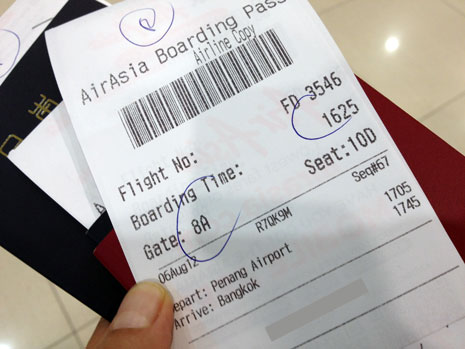 AirAsia Boarding Pass
Airline Copy
Flight No: FD 3546
Boarding Time: 1625
Gate: 8A Seat:10D
06Aug12 R7QK9M Seq#67
Depart: Penang Airport 1705
Arrive: Bangkok 1745